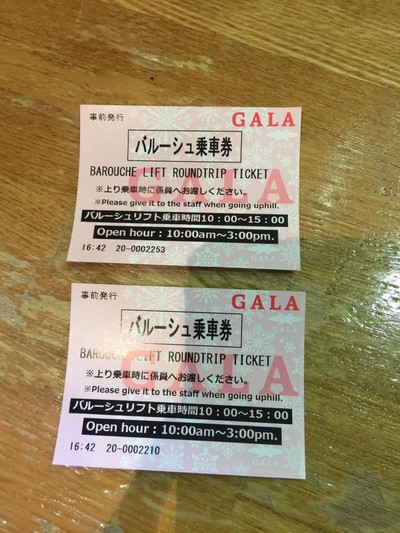 事前発行
GALA
バルーシュ乗車券
BAROUCHE LIFT ROUNDTRIP TICKET
GALA
※上り乗車時に係員へお渡しください。
※Please give it to the staff when going uphill.
バルーシュリフト乗車時間10:00~15:00
Open hour:10:00am~3:00pm.
16:42 20-0002253
事前発行
GALA
バルーシュ乗車券
BAROUCHE LIFT ROUNDTRIP TICKET
GALA
※上り乗車時に係員へお渡しください。
※Please give it to the staff when going uphill.
バルーシュリフト乗車時間10:00~15:00
Open hour:10:00am~3:00pm.
16:42 20-0002210